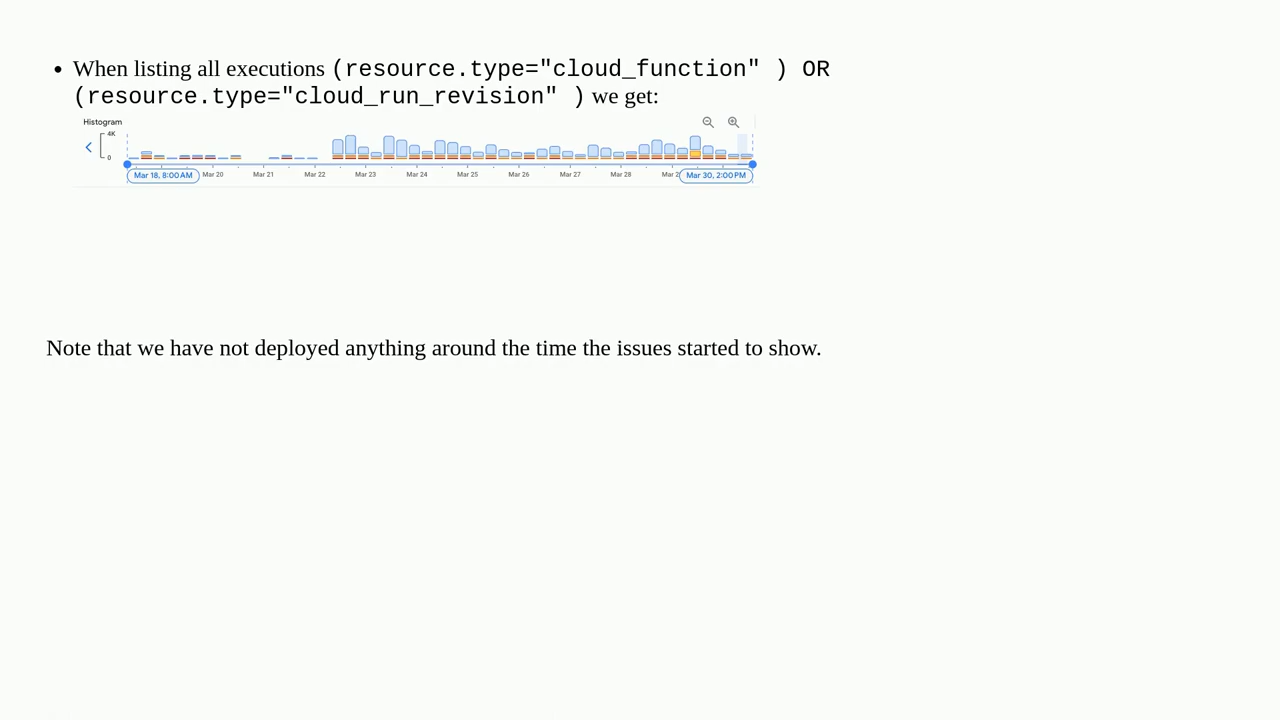 When listing all executions (resource.type="cloud_function" ) OR
(resource.type="cloud_run_revision" ) we get:
Histogram
4K
0
Mar 18, 8:00 AM Mar 20 Mar 21 Mar 22 Mar 23 Mar 24 Mar 25 Mar 26 Mar 27 Mar 28 Mar 2 Mar 30, 2:00 PM
Note that we have not deployed anything around the time the issues started to show.